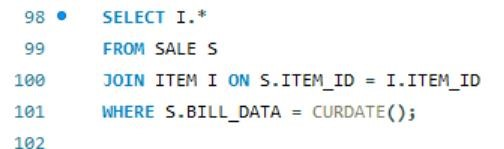 98 SELECT I.*
99 FROM SALE S
100 JOIN ITEM I ON S.ITEM_ID = I.ITEM_ID
101 WHERE S.BILL_DATA = CURDATE();
102